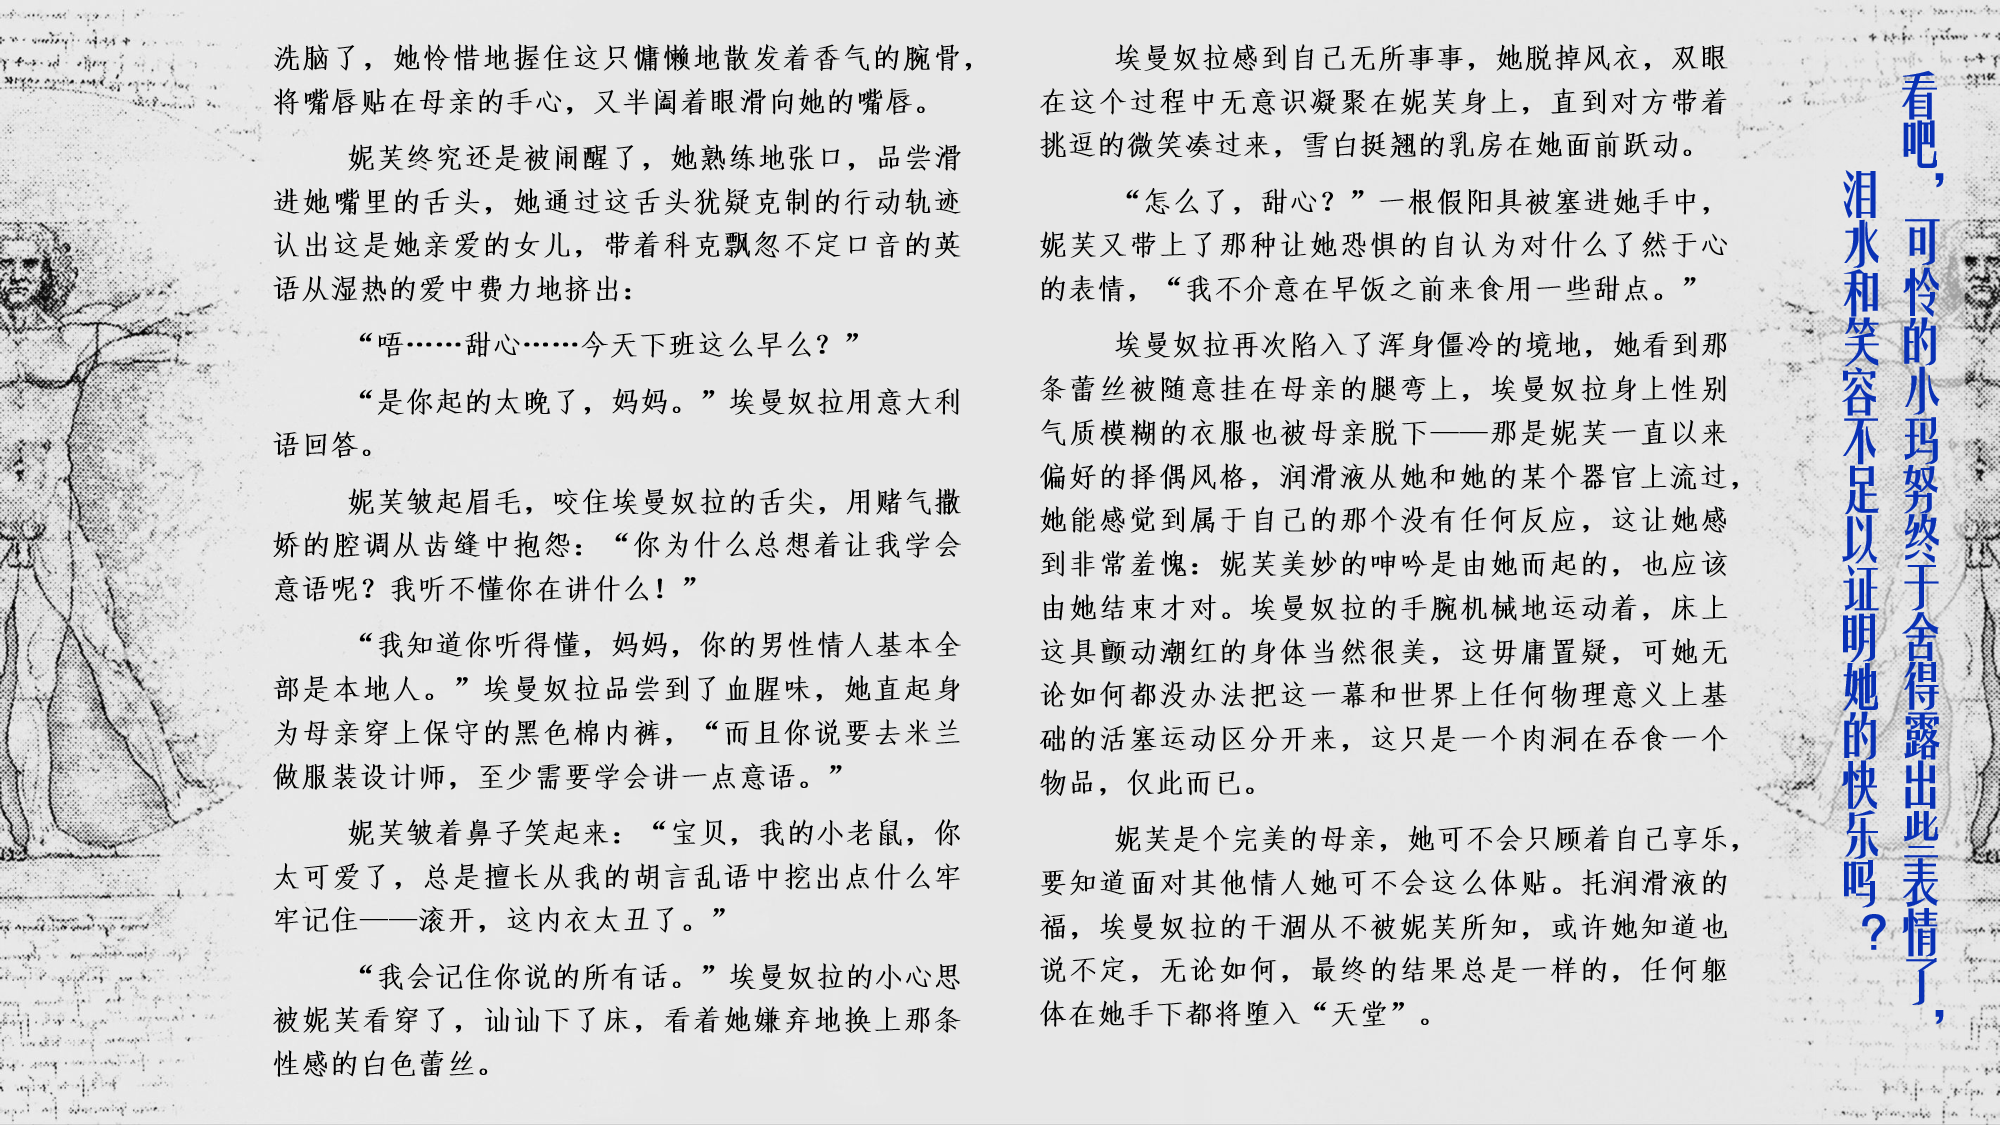 洗脑了，她怜惜地握住这只慵懒地散发着香气的腕骨，
将嘴唇贴在母亲的手心，又半阖着眼滑向她的嘴唇。
妮芙终究还是被闹醒了，她熟练地张口，品尝滑
进她嘴里的舌头，她通过这舌头犹疑克制的行动轨迹
认出这是她亲爱的女儿，带着科克飘忽不定口音的英
语从湿热的爱中费力地挤出：
“唔……甜心……今天下班这么早么？”
“是你起的太晚了，妈妈。”埃曼奴拉用意大利
语回答。
妮芙皱起眉毛，咬住埃曼奴拉的舌尖，用赌气撒
娇的腔调从齿缝中抱怨：“你为什么总想着让我学会
意语呢？我听不懂你在讲什么！”
“我知道你听得懂，妈妈，你的男性情人基本全
部是本地人。”埃曼奴拉品尝到了血腥味，她直起身
为母亲穿上保守的黑色棉内裤，“而且你说要去米兰
做服装设计师，至少需要学会讲一点意语。”
妮芙皱着鼻子笑起来：“宝贝，我的小老鼠，你
太可爱了，总是擅长从我的胡言乱语中挖出点什么牢
牢记住——滚开，这内衣太丑了。”
“我会记住你说的所有话。”埃曼奴拉的小心思
被妮芙看穿了，讪讪下了床，看着她嫌弃地换上那条
性感的白色蕾丝。
埃曼奴拉感到自己无所事事，她脱掉风衣，双眼
在这个过程中无意识凝聚在妮芙身上，直到对方带着
挑逗的微笑凑过来，雪白挺翘的乳房在她面前跃动。
“怎么了，甜心？”一根假阳具被塞进她手中，
妮芙又带上了那种让她恐惧的自认为对什么了然于心
的表情，“我不介意在早饭之前来食用一些甜点。”
埃曼奴拉再次陷入了浑身僵冷的境地，她看到那
条蕾丝被随意挂在母亲的腿弯上，埃曼奴拉身上性别
气质模糊的衣服也被母亲脱下——那是妮芙一直以来
偏好的择偶风格，润滑液从她和她的某个器官上流过，
她能感觉到属于自己的那个没有任何反应，这让她感
到非常羞愧：妮芙美妙的呻吟是由她而起的，也应该
由她结束才对。埃曼奴拉的手腕机械地运动着，床上
这具颤动潮红的身体当然很美，这毋庸置疑，可她无
论如何都没办法把这一幕和世界上任何物理意义上基
础的活塞运动区分开来，这只是一个肉洞在吞食一个
物品，仅此而已。
妮芙是个完美的母亲，她可不会只顾着自己享乐，
要知道面对其他情人她可不会这么体贴。托润滑液的
福，埃曼奴拉的干涸从不被妮芙所知，或许她知道也
说不定，无论如何，最终的结果总是一样的，任何躯
体在她手下都将堕入“天堂”。
看吧，可怜的小玛努终于舍得露出些表情了，
泪水和笑容不足以证明她的快乐吗？